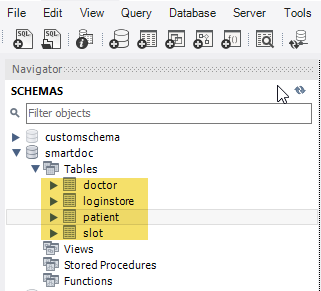 File Edit View Query Database Server Tools
SQL SQL
Navigator
SCHEMAS
Filter objects
customschema
smartdoc
Tables
doctor
loginstore
patient
slot
Views
Stored Procedures
Functions